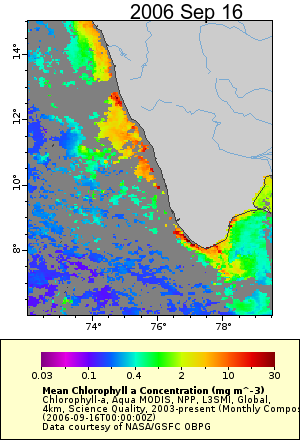 2006 Sep 16
14°
12°
10°
8°
74° 76° 78°
0.03 0.1 0.4 2 10 30
Mean Chlorophyll a Concentration (mg m^-3)
Chlorophyll-a, Aqua MODIS, NPP, L3SMI, Global,
4km, Science Quality, 2003-present (Monthly Compos
(2006-09-16T00:00:00Z)
Data courtesy of NASA/GSFC OBPG